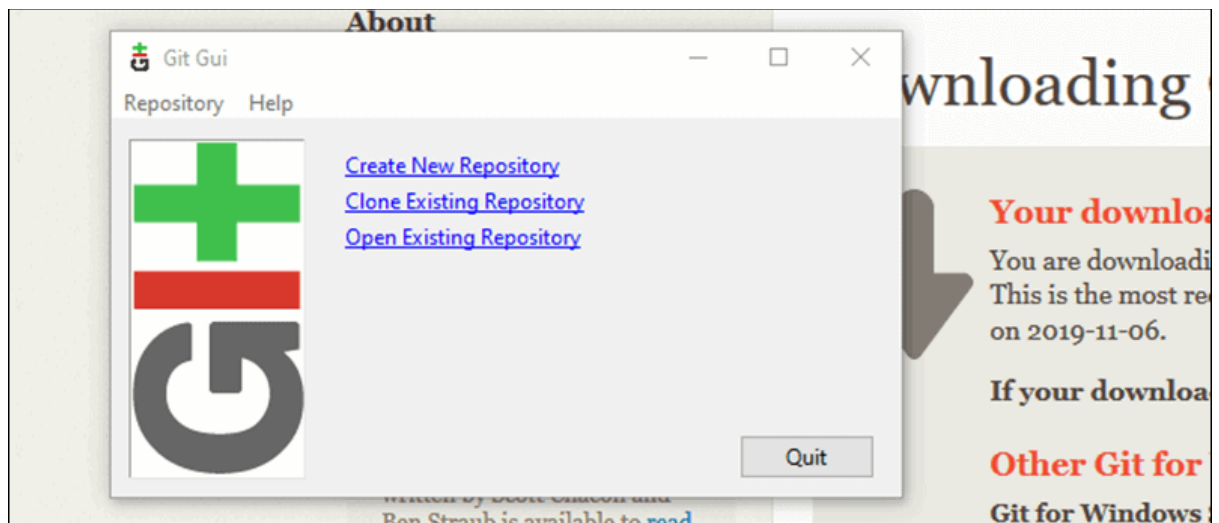 About
Git Gui
Repository Help
GIt
Create New Repository
Clone Existing Repository
Open Existing Repository
Quit
wnloading
Your downloa
You are downloadi
This is the most re
on 2019-11-06.
If your downloa
Other Git for
Git for Windows
written by Scott Chacon and
Ben Straub is available to read